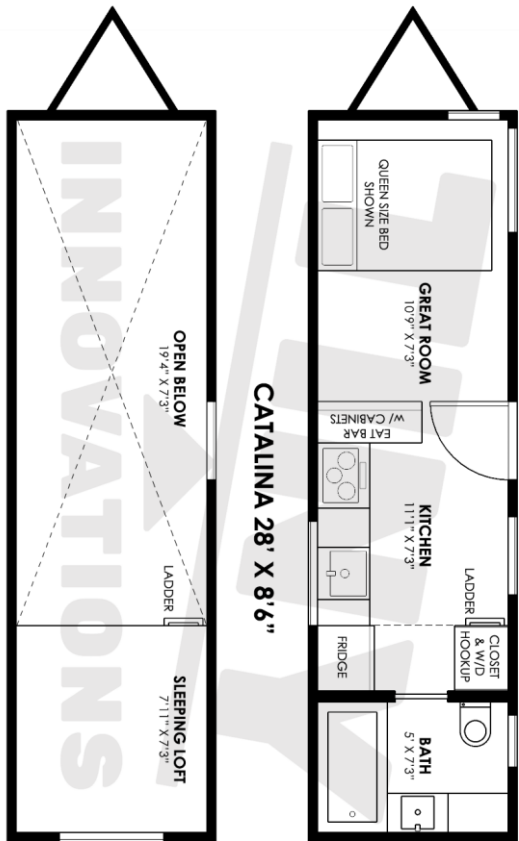 CATALINA 28' X 8'6"
QUEEN SIZE BED
SHOWN
GREAT ROOM
10'9" X 7'3"
EAT BAR
W/ CABINETS
KITCHEN
11'1" X 7'3"
LADDER
CLOSET
& W/D
HOOKUP
FRIDGE
BATH
5' X 7'3"
OPEN BELOW
19'4" X 7'3"
LADDER
SLEEPING LOFT
7'11" X 7'3"
TINY
INNOVATIONS